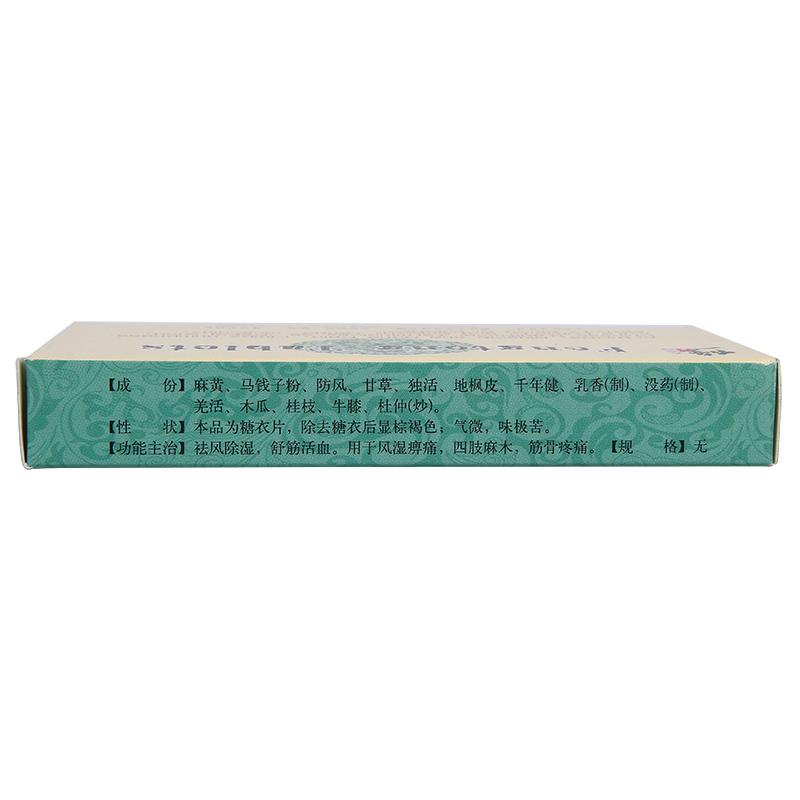 Fengtong Tablets
【成 份】麻黄、马钱子粉、防风、甘草、独活、地枫皮、千年健、乳香(制)、没药(制)、
羌活、木瓜、桂枝、牛膝、杜仲(炒)。
【性 状】本品为糖衣片，除去糖衣后显棕褐色；气微，味极苦。
【功能主治】祛风除湿，舒筋活血。用于风湿痹痛，四肢麻木，筋骨疼痛。【规 格】无